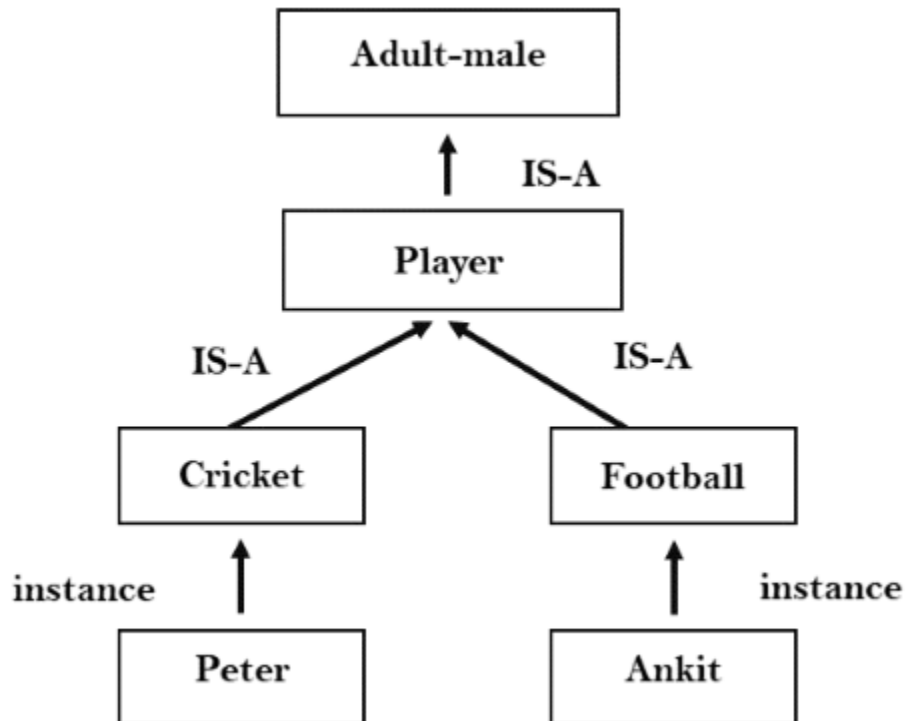 Adult-male
IS-A
Player
IS-A
IS-A
Cricket
Football
instance
instance
Peter
Ankit